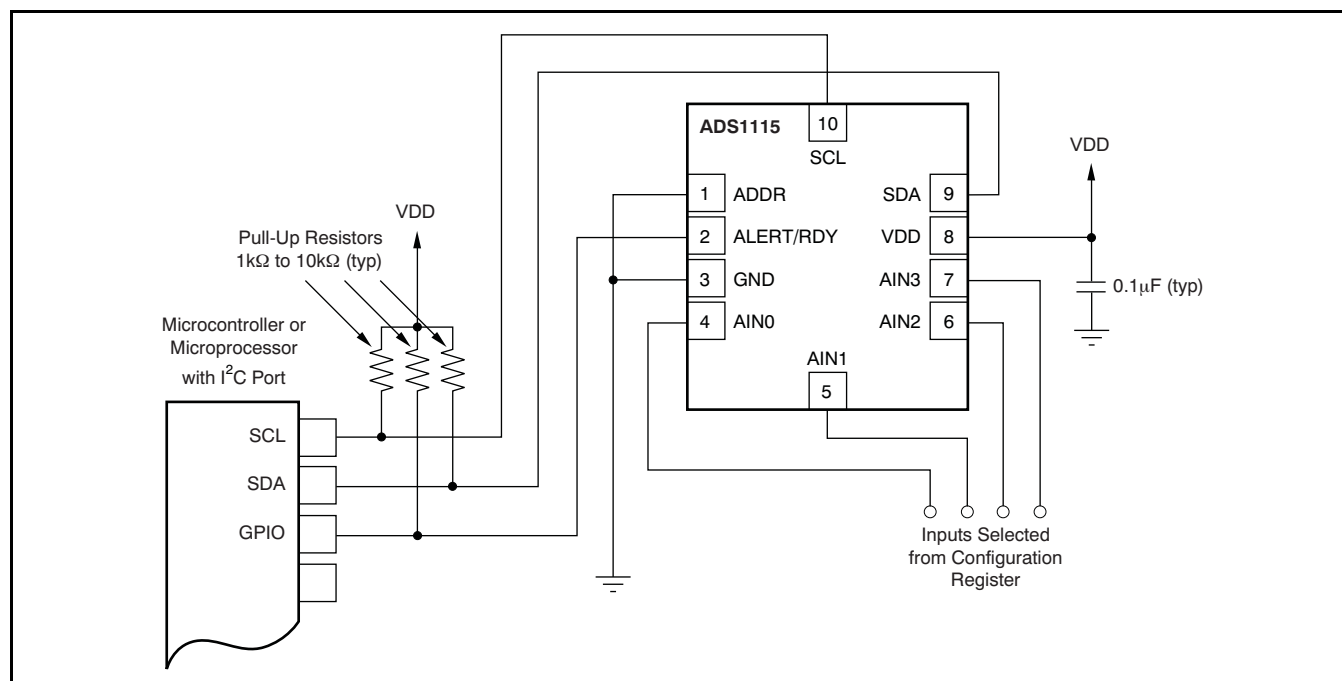 ADS1115
10
SCL
1
ADDR
SDA
9
2
ALERT/RDY
VDD
8
3
GND
AIN3
7
4
AIN0
AIN2
6
AIN1
5
VDD
0.1μF (typ)
VDD
Pull-Up Resistors
1kΩ to 10kΩ (typ)
Microcontroller or
Microprocessor
with I²C Port
SCL
SDA
GPIO
Inputs Selected
from Configuration
Register